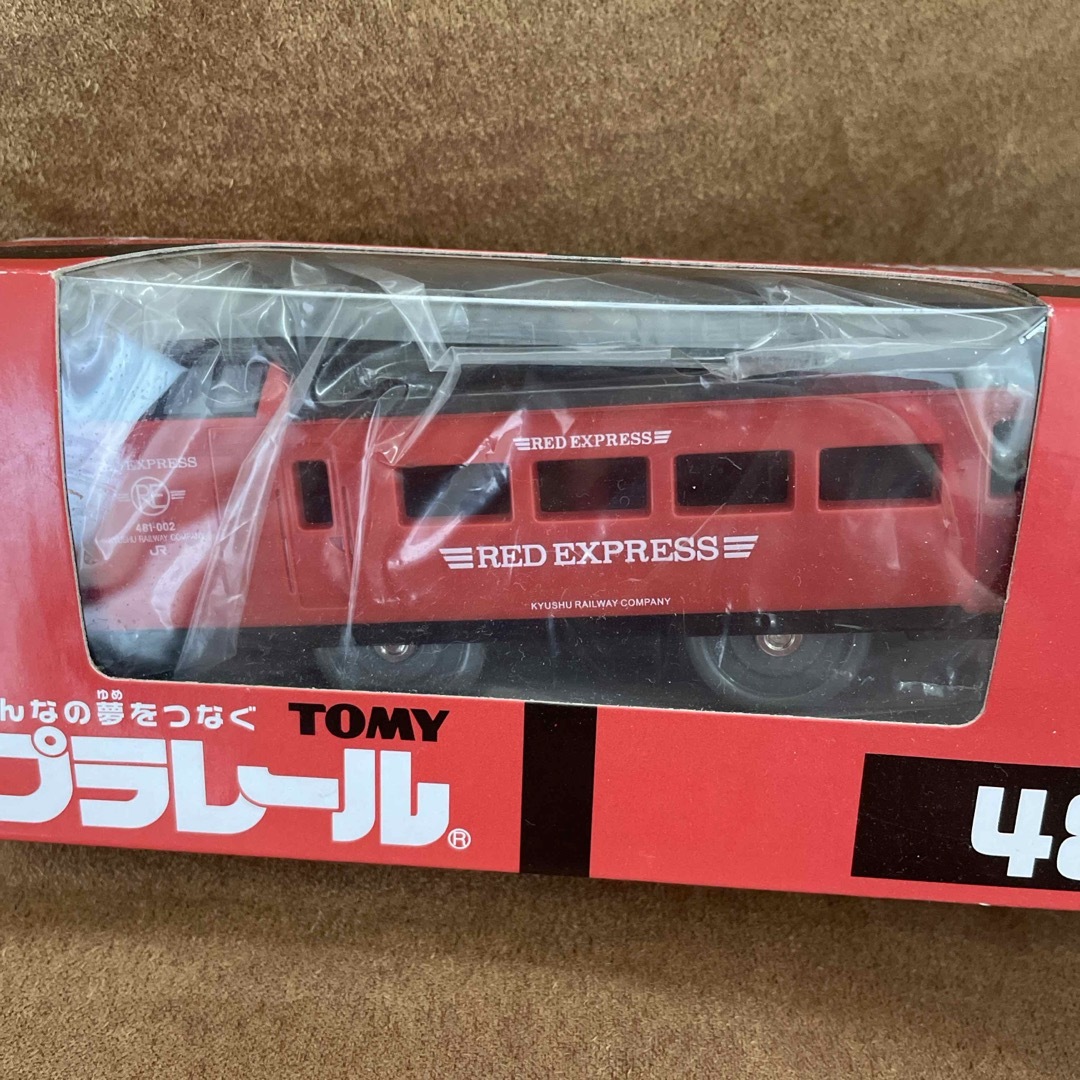 RED EXPRESS
EXPRESS
RE
481-002
RAILWAY
JR
RED EXPRESS
KYUSHU RAILWAY COMPANY
ゆめ
んなの夢をつなぐ
TOMY
プラレール®
48